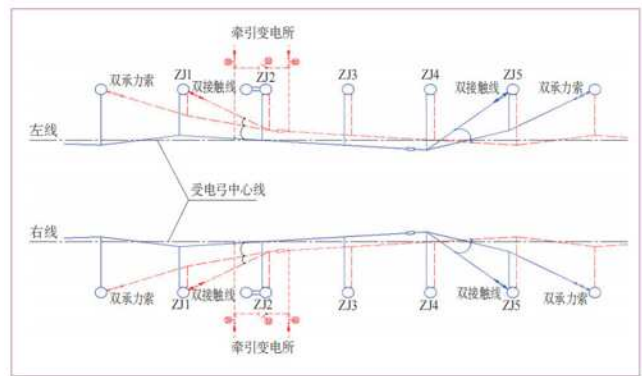 牵引变电所
ZJ1 ZJ2 ZJ3 ZJ4 ZJ5
双承力索 双接触线 双接触线 双承力索
左线
受电弓中心线
右线
双承力索 双接触线 双接触线 双承力索
ZJ1 ZJ2 ZJ3 ZJ4 ZJ5
牵引变电所